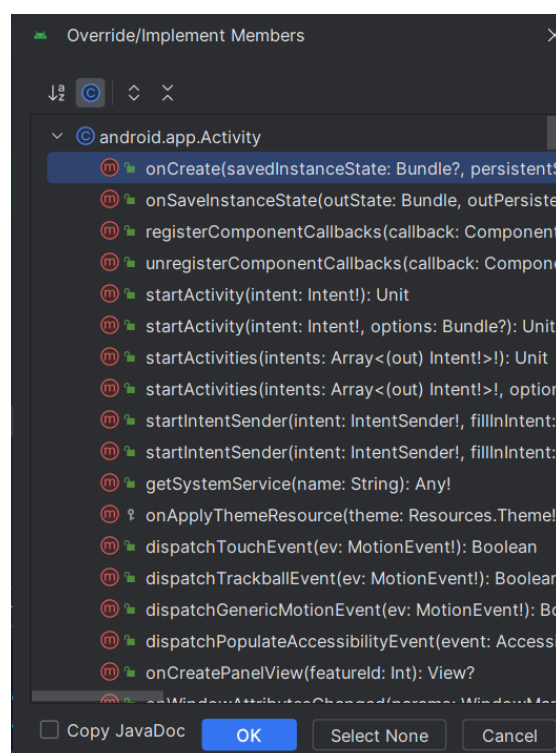 Override/Implement Members
android.app.Activity
onCreate(savedInstanceState: Bundle?, persistentS
onSaveInstanceState(outState: Bundle, outPersiste
registerComponentCallbacks(callback: Component
unregisterComponentCallbacks(callback: Compone
startActivity(intent: Intent!): Unit
startActivity(intent: Intent!, options: Bundle?): Unit
startActivities(intents: Array<(out) Intent!>!): Unit
startActivities(intents: Array<(out) Intent!>!, option
startIntentSender(intent: IntentSender!, fillInIntent:
startIntentSender(intent: IntentSender!, fillInIntent:
getSystemService(name: String): Any!
onApplyThemeResource(theme: Resources.Theme!
dispatchTouchEvent(ev: MotionEvent!): Boolean
dispatchTrackballEvent(ev: MotionEvent!): Boolean
dispatchGenericMotionEvent(ev: MotionEvent!): Bo
dispatchPopulateAccessibilityEvent(event: Accessi
onCreatePanelView(featureId: Int): View?
onWindowAttributesChanged(params: WindowMan
Copy JavaDoc OK Select None Cancel